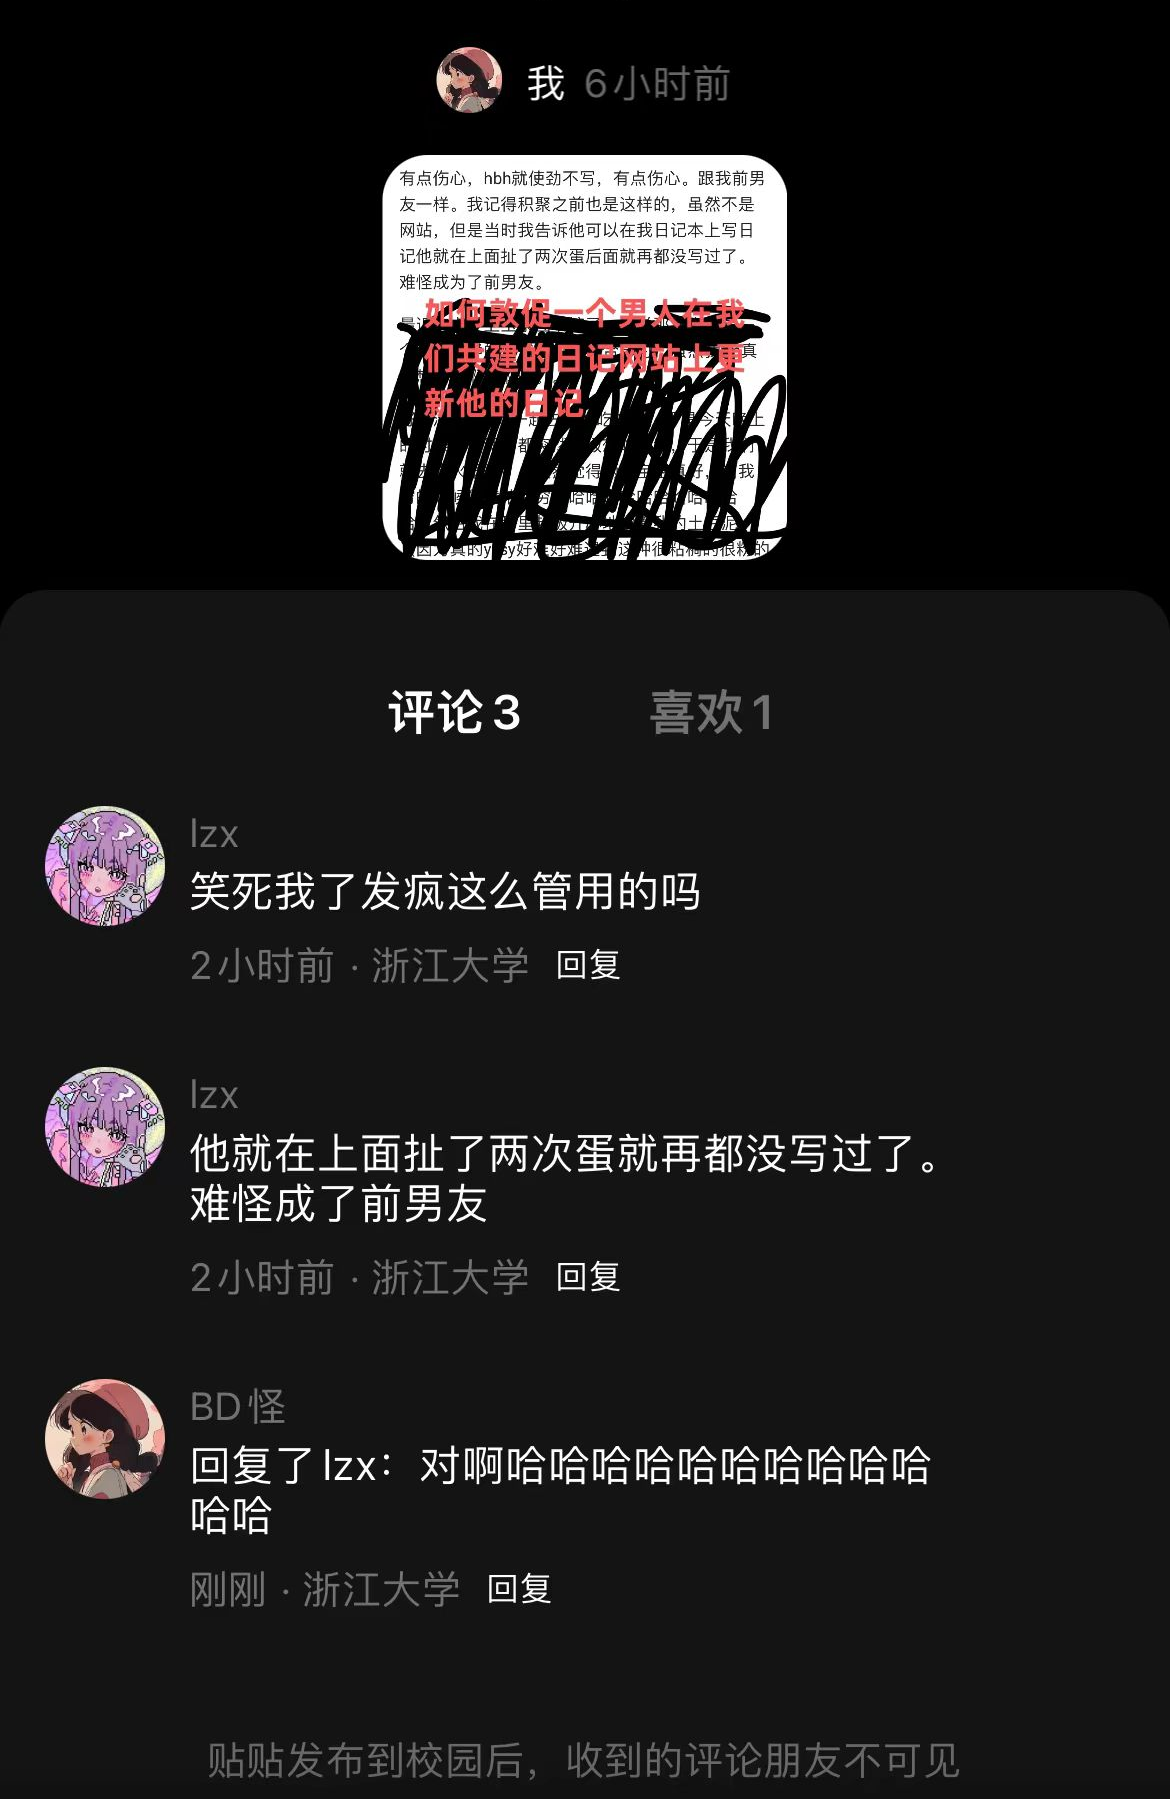 我 6小时前
有点伤心，hbh就使劲不写，有点伤心。跟我前男
友一样。我记得积聚之前也是这样的，虽然不是
网站，但是当时我告诉他可以在我日记本上写日
记他就在上面扯了两次蛋后面就再都没写过了。
难怪成为了前男友。
如何敦促一个男人在我
们共建的日记网站上更
新他的日记
评论3 喜欢1
lzx
笑死我了发疯这么管用的吗
2小时前 · 浙江大学 回复
lzx
他就在上面扯了两次蛋就再都没写过了。
难怪成了前男友
2小时前 · 浙江大学 回复
BD怪
回复了lzx：对啊哈哈哈哈哈哈哈哈哈哈
哈哈
刚刚 · 浙江大学 回复
贴贴发布到校园后，收到的评论朋友不可见